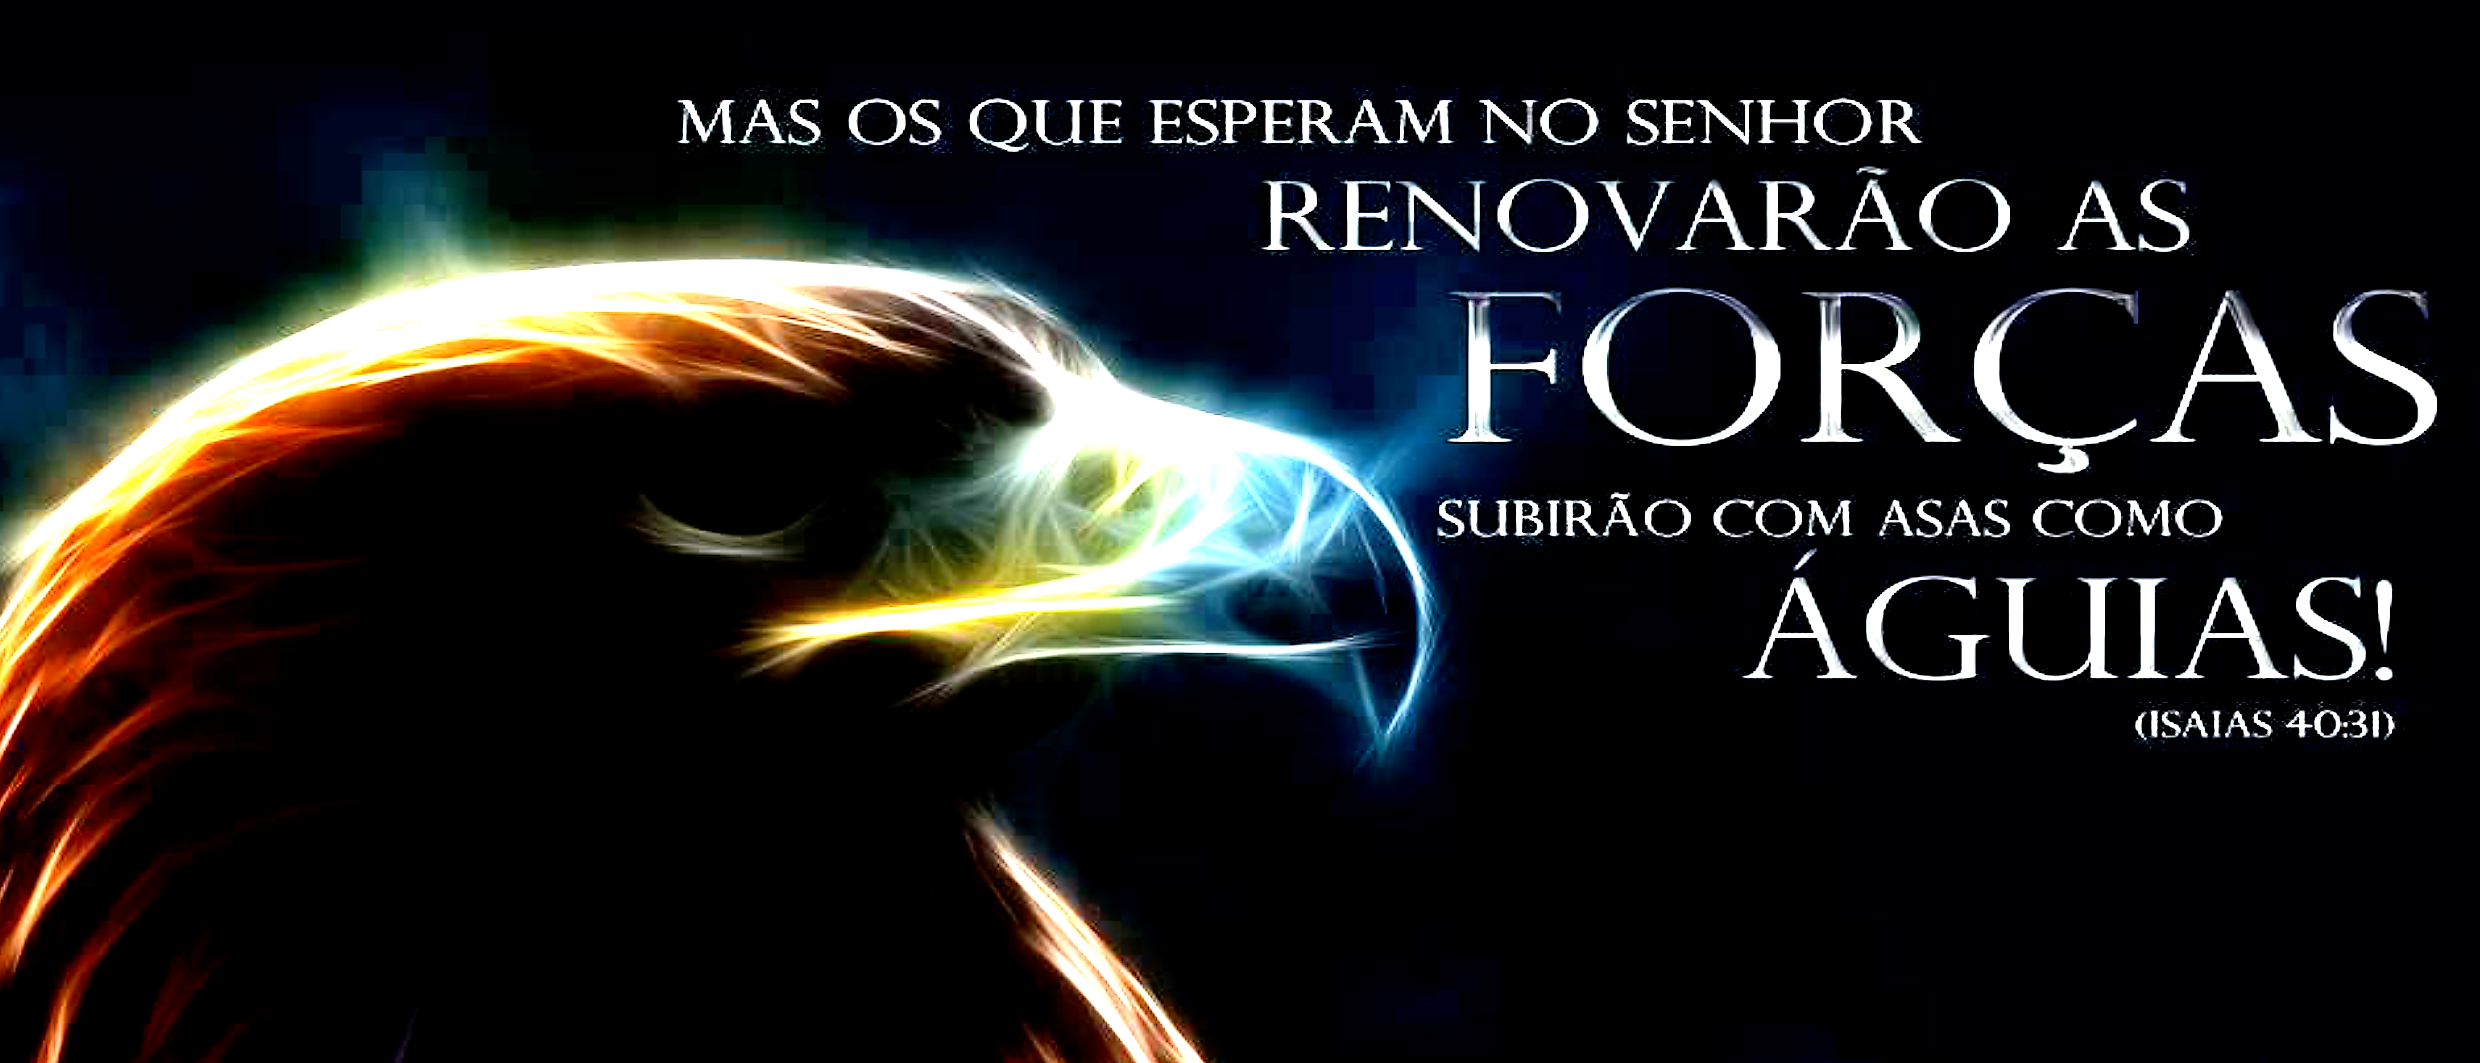 MAS OS QUE ESPERAM NO SENHOR
RENOVARÃO AS
FORÇAS
SUBIRÃO COM ASAS COMO
ÁGUIAS!
(ISAIAS 40:31)